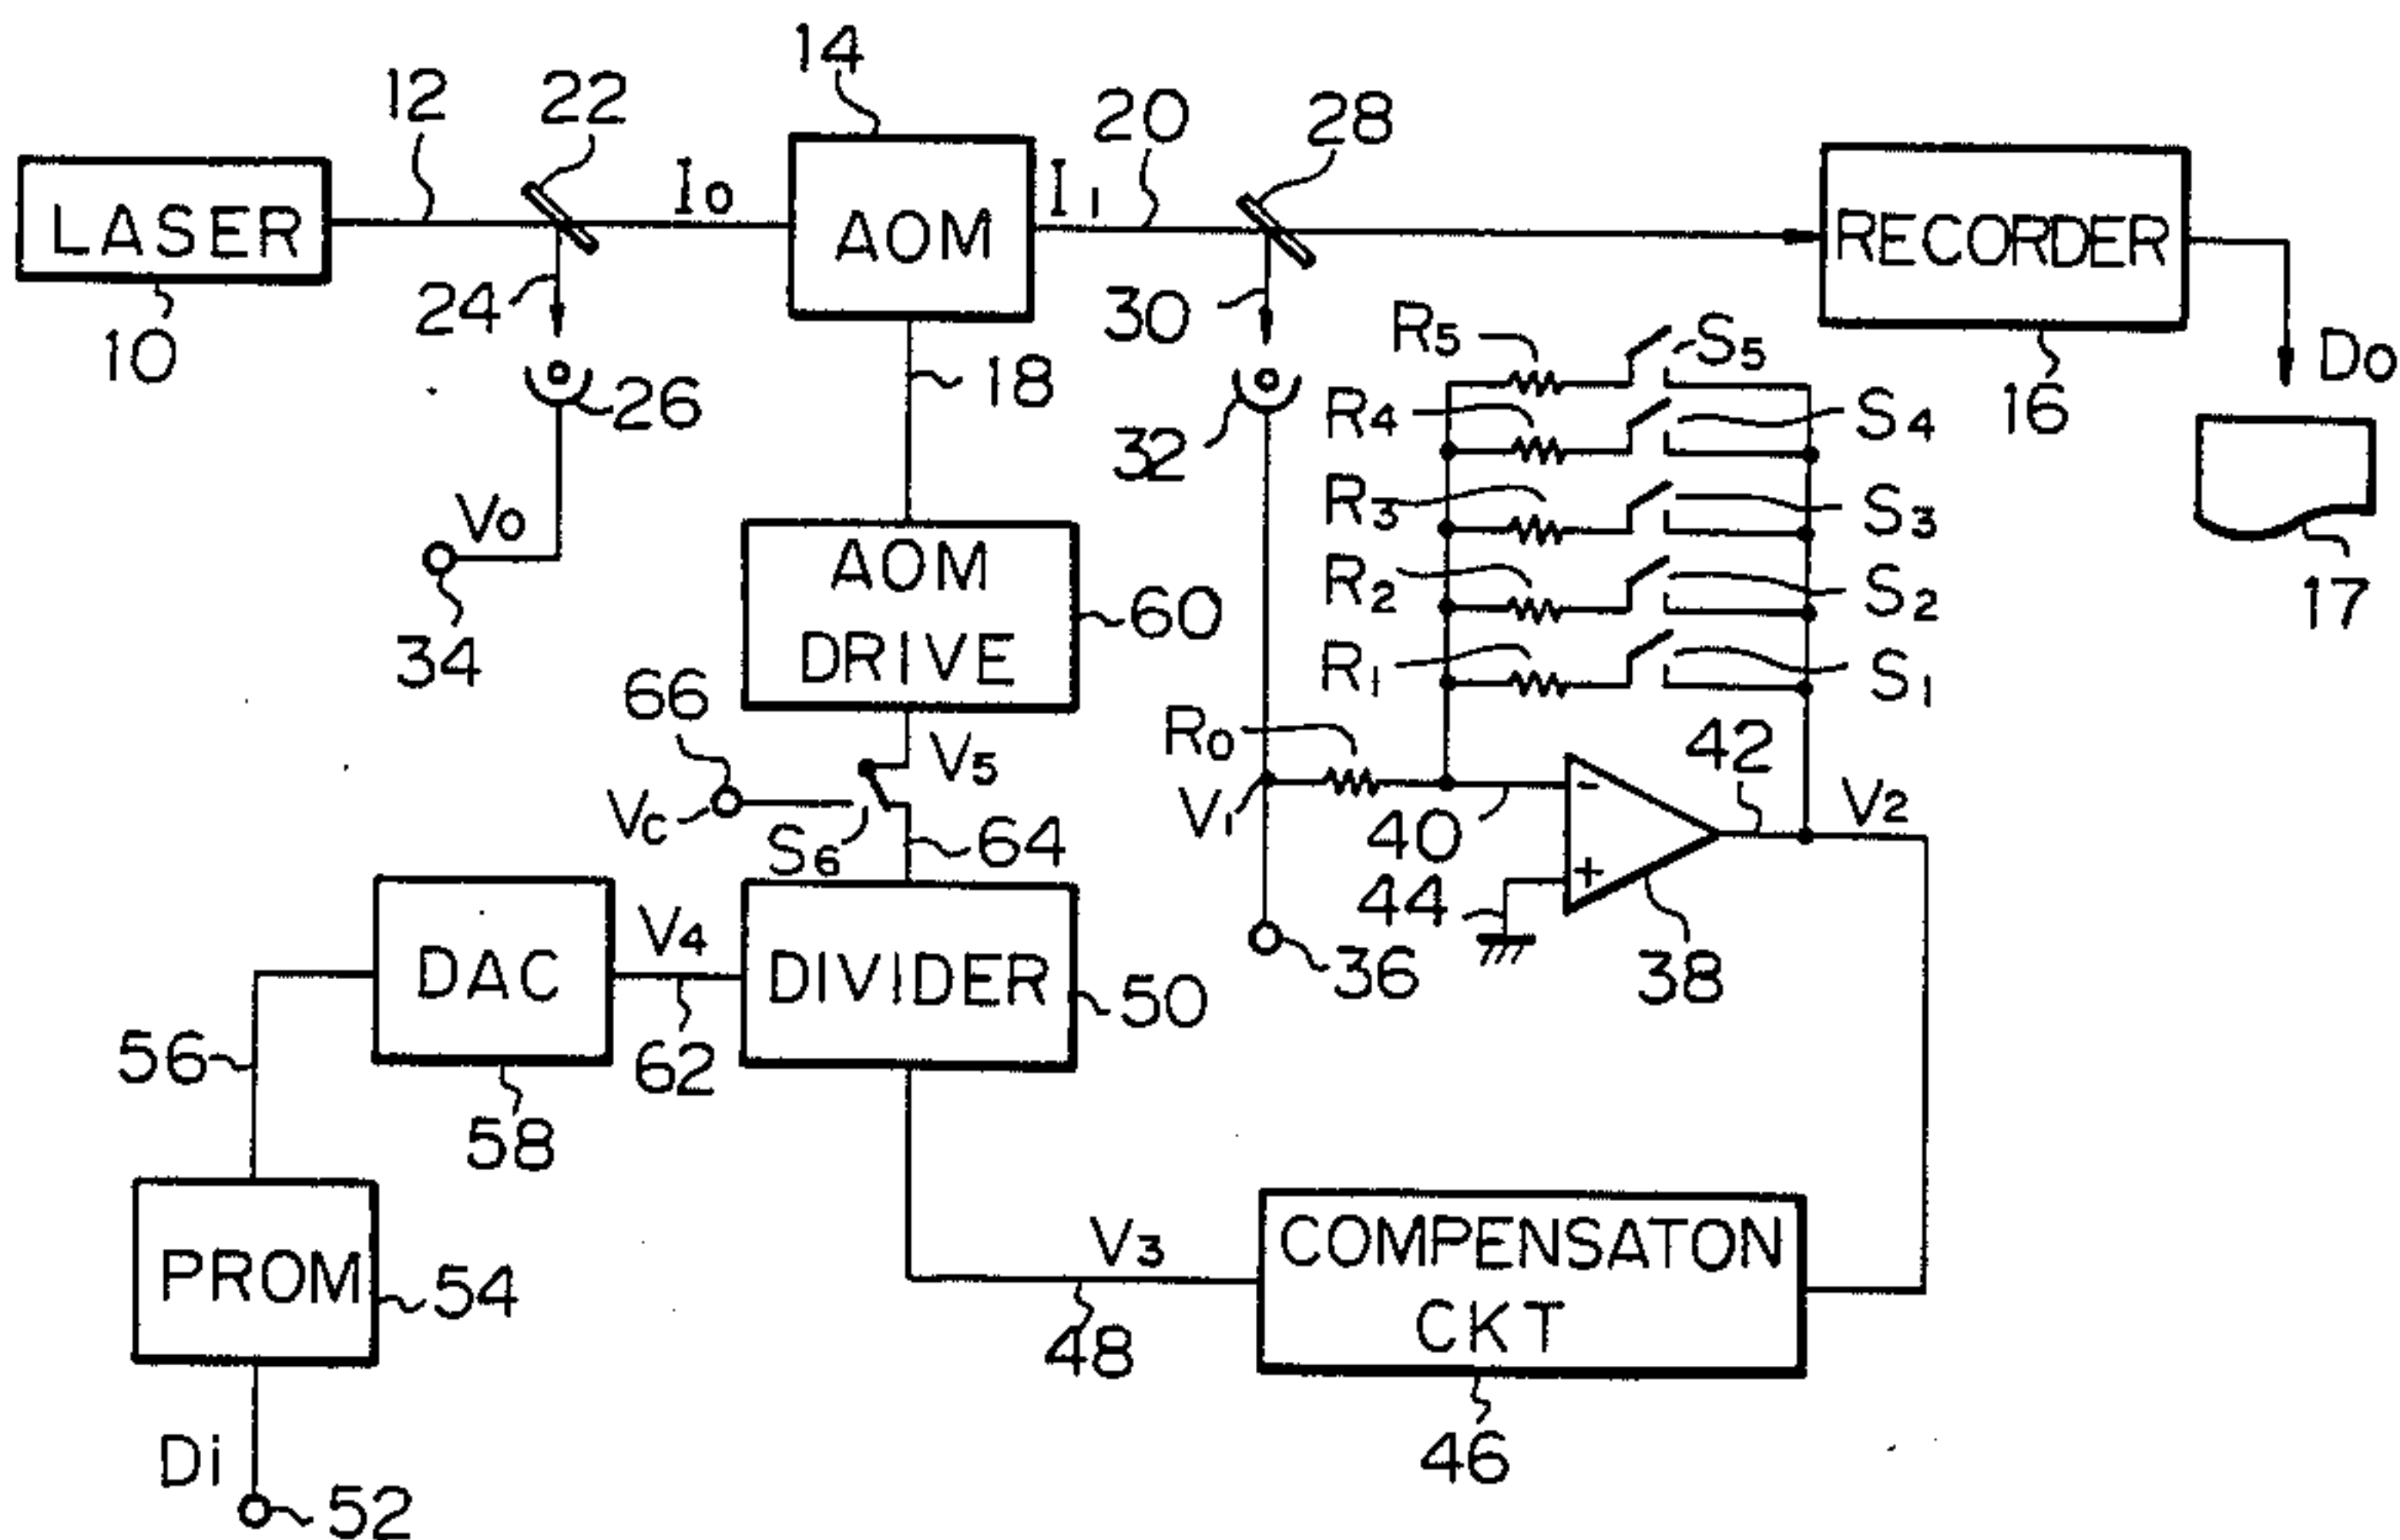 14
12
22
20
28
LASER
I0
AOM
I1
RECORDER
24
30
10
26
18
32
R5
S5
16
D0
R4
S4
R3
S3
V0
AOM
DRIVE
60
R2
S2
17
34
R1
S1
66
R0
42
V5
V1
V2
Vc
S6
64
40
44
DAC
V4
DIVIDER
50
36
38
56
62
58
PROM
54
V3
COMPENSATON
CKT
48
46
Di
52